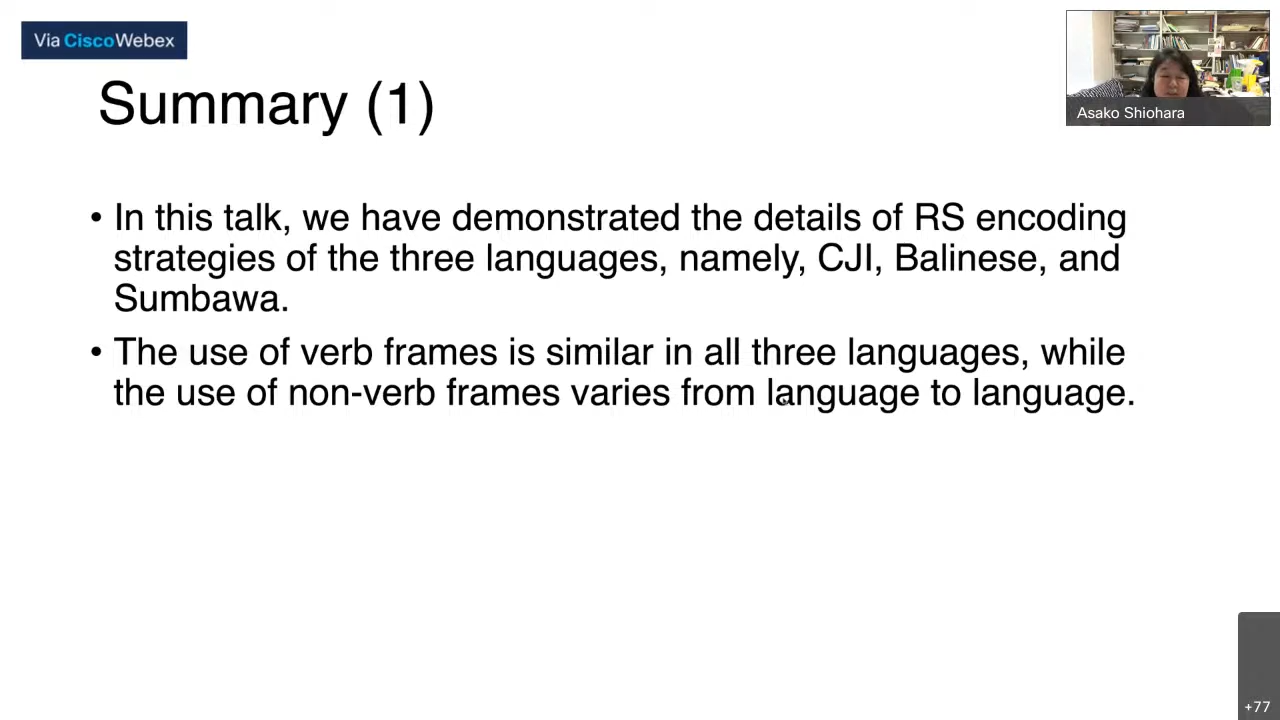 Via CiscoWebex
Asako Shiohara
Summary (1)
• In this talk, we have demonstrated the details of RS encoding
strategies of the three languages, namely, CJI, Balinese, and
Sumbawa.
• The use of verb frames is similar in all three languages, while
the use of non-verb frames varies from language to language.
+77